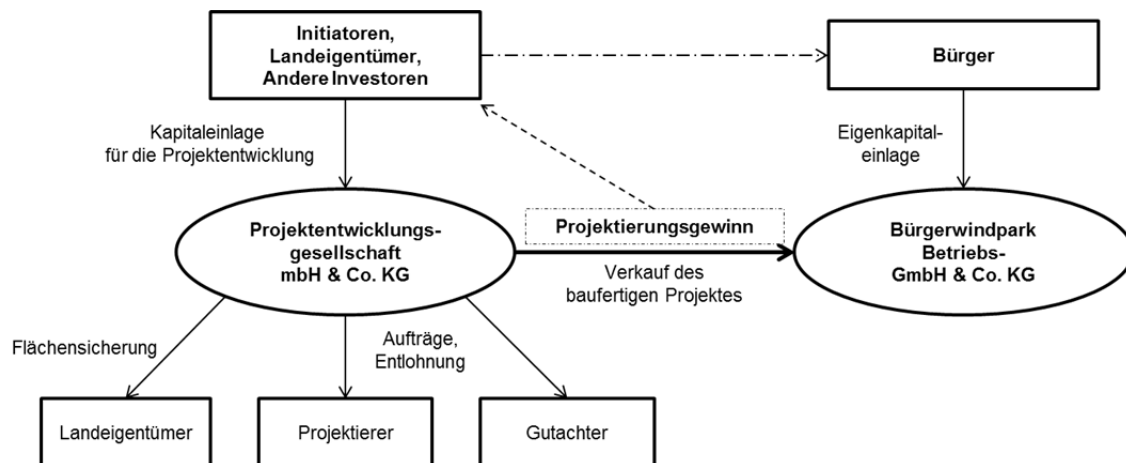 Initiatoren,
Landeigentümer,
Andere Investoren
Bürger
Kapitaleinlage
für die Projektentwicklung
Eigenkapital-
einlage
Projektentwicklungs-
gesellschaft
mbH & Co. KG
Projektierungsgewinn
Verkauf des
baufertigen Projektes
Bürgerwindpark
Betriebs-
GmbH & Co. KG
Flächensicherung
Aufträge,
Entlohnung
Landeigentümer
Projektierer
Gutachter